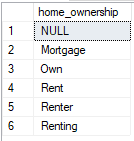 home_ownership
1 NULL
2 Mortgage
3 Own
4 Rent
5 Renter
6 Renting